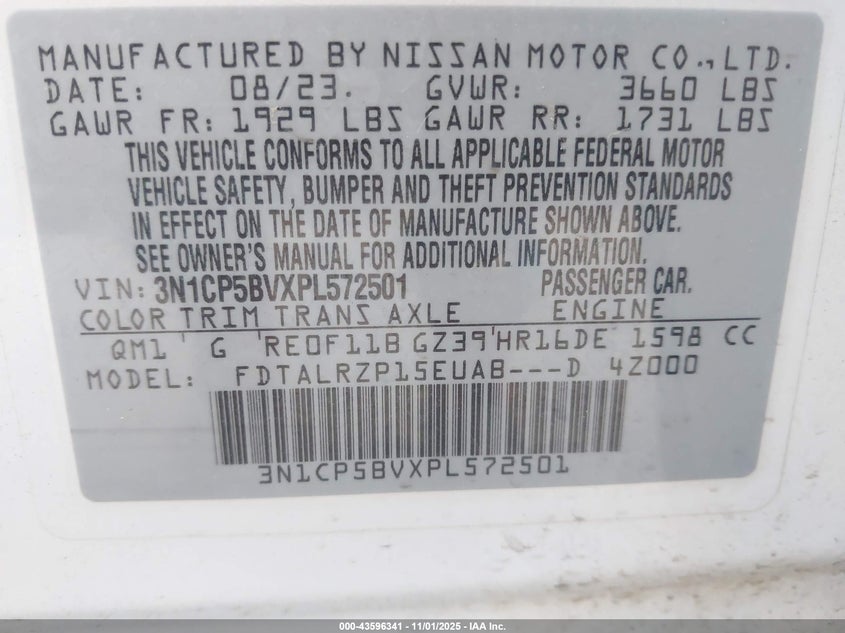 MANUFACTURED BY NISSAN MOTOR CO., LTD.
DATE: 08/23. GVWR: 3660 LBS
GAWR FR: 1929 LBS GAWR RR: 1731 LBS
THIS VEHICLE CONFORMS TO ALL APPLICABLE FEDERAL MOTOR
VEHICLE SAFETY, BUMPER AND THEFT PREVENTION STANDARDS
IN EFFECT ON THE DATE OF MANUFACTURE SHOWN ABOVE.
SEE OWNER'S MANUAL FOR ADDITIONAL INFORMATION.
VIN: 3N1CP5BVXPL572501 PASSENGER CAR.
COLOR TRIM TRANS AXLE ENGINE
QM1 ' G 'RE0F11B GZ39'HR16DE 1598 CC
MODEL: FDTALRZP15EUAB---D 4Z000
3N1CP5BVXPL572501
000-43596341 | 11/01/2025 - IAA Inc.